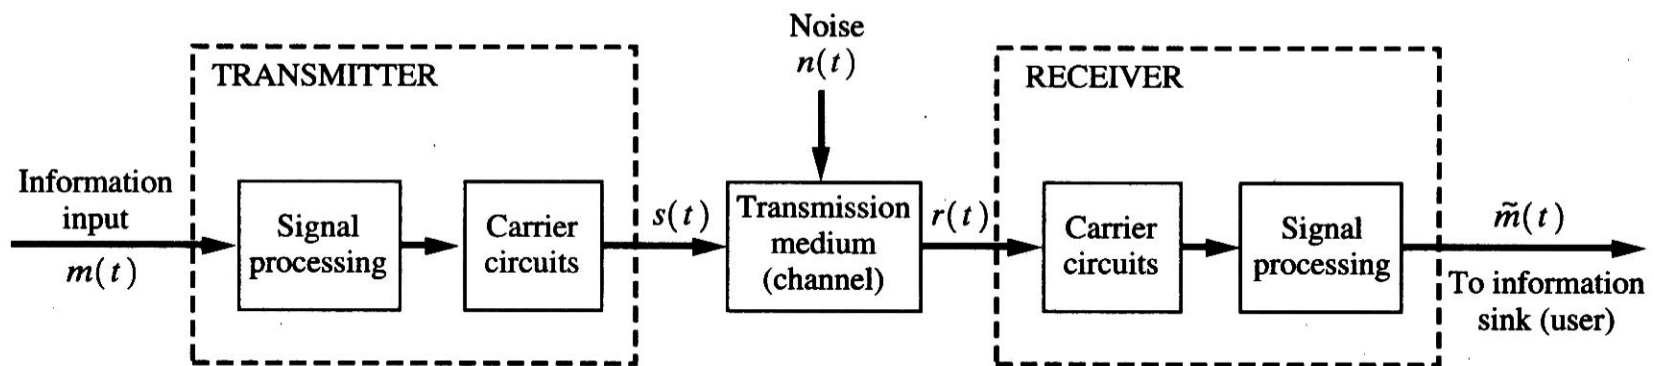 Noise
n(t)
TRANSMITTER
RECEIVER
Information
input
m(t)
Signal
processing
Carrier
circuits
s(t)
Transmission
medium
(channel)
r(t)
Carrier
circuits
Signal
processing
m̃(t)
To information
sink (user)